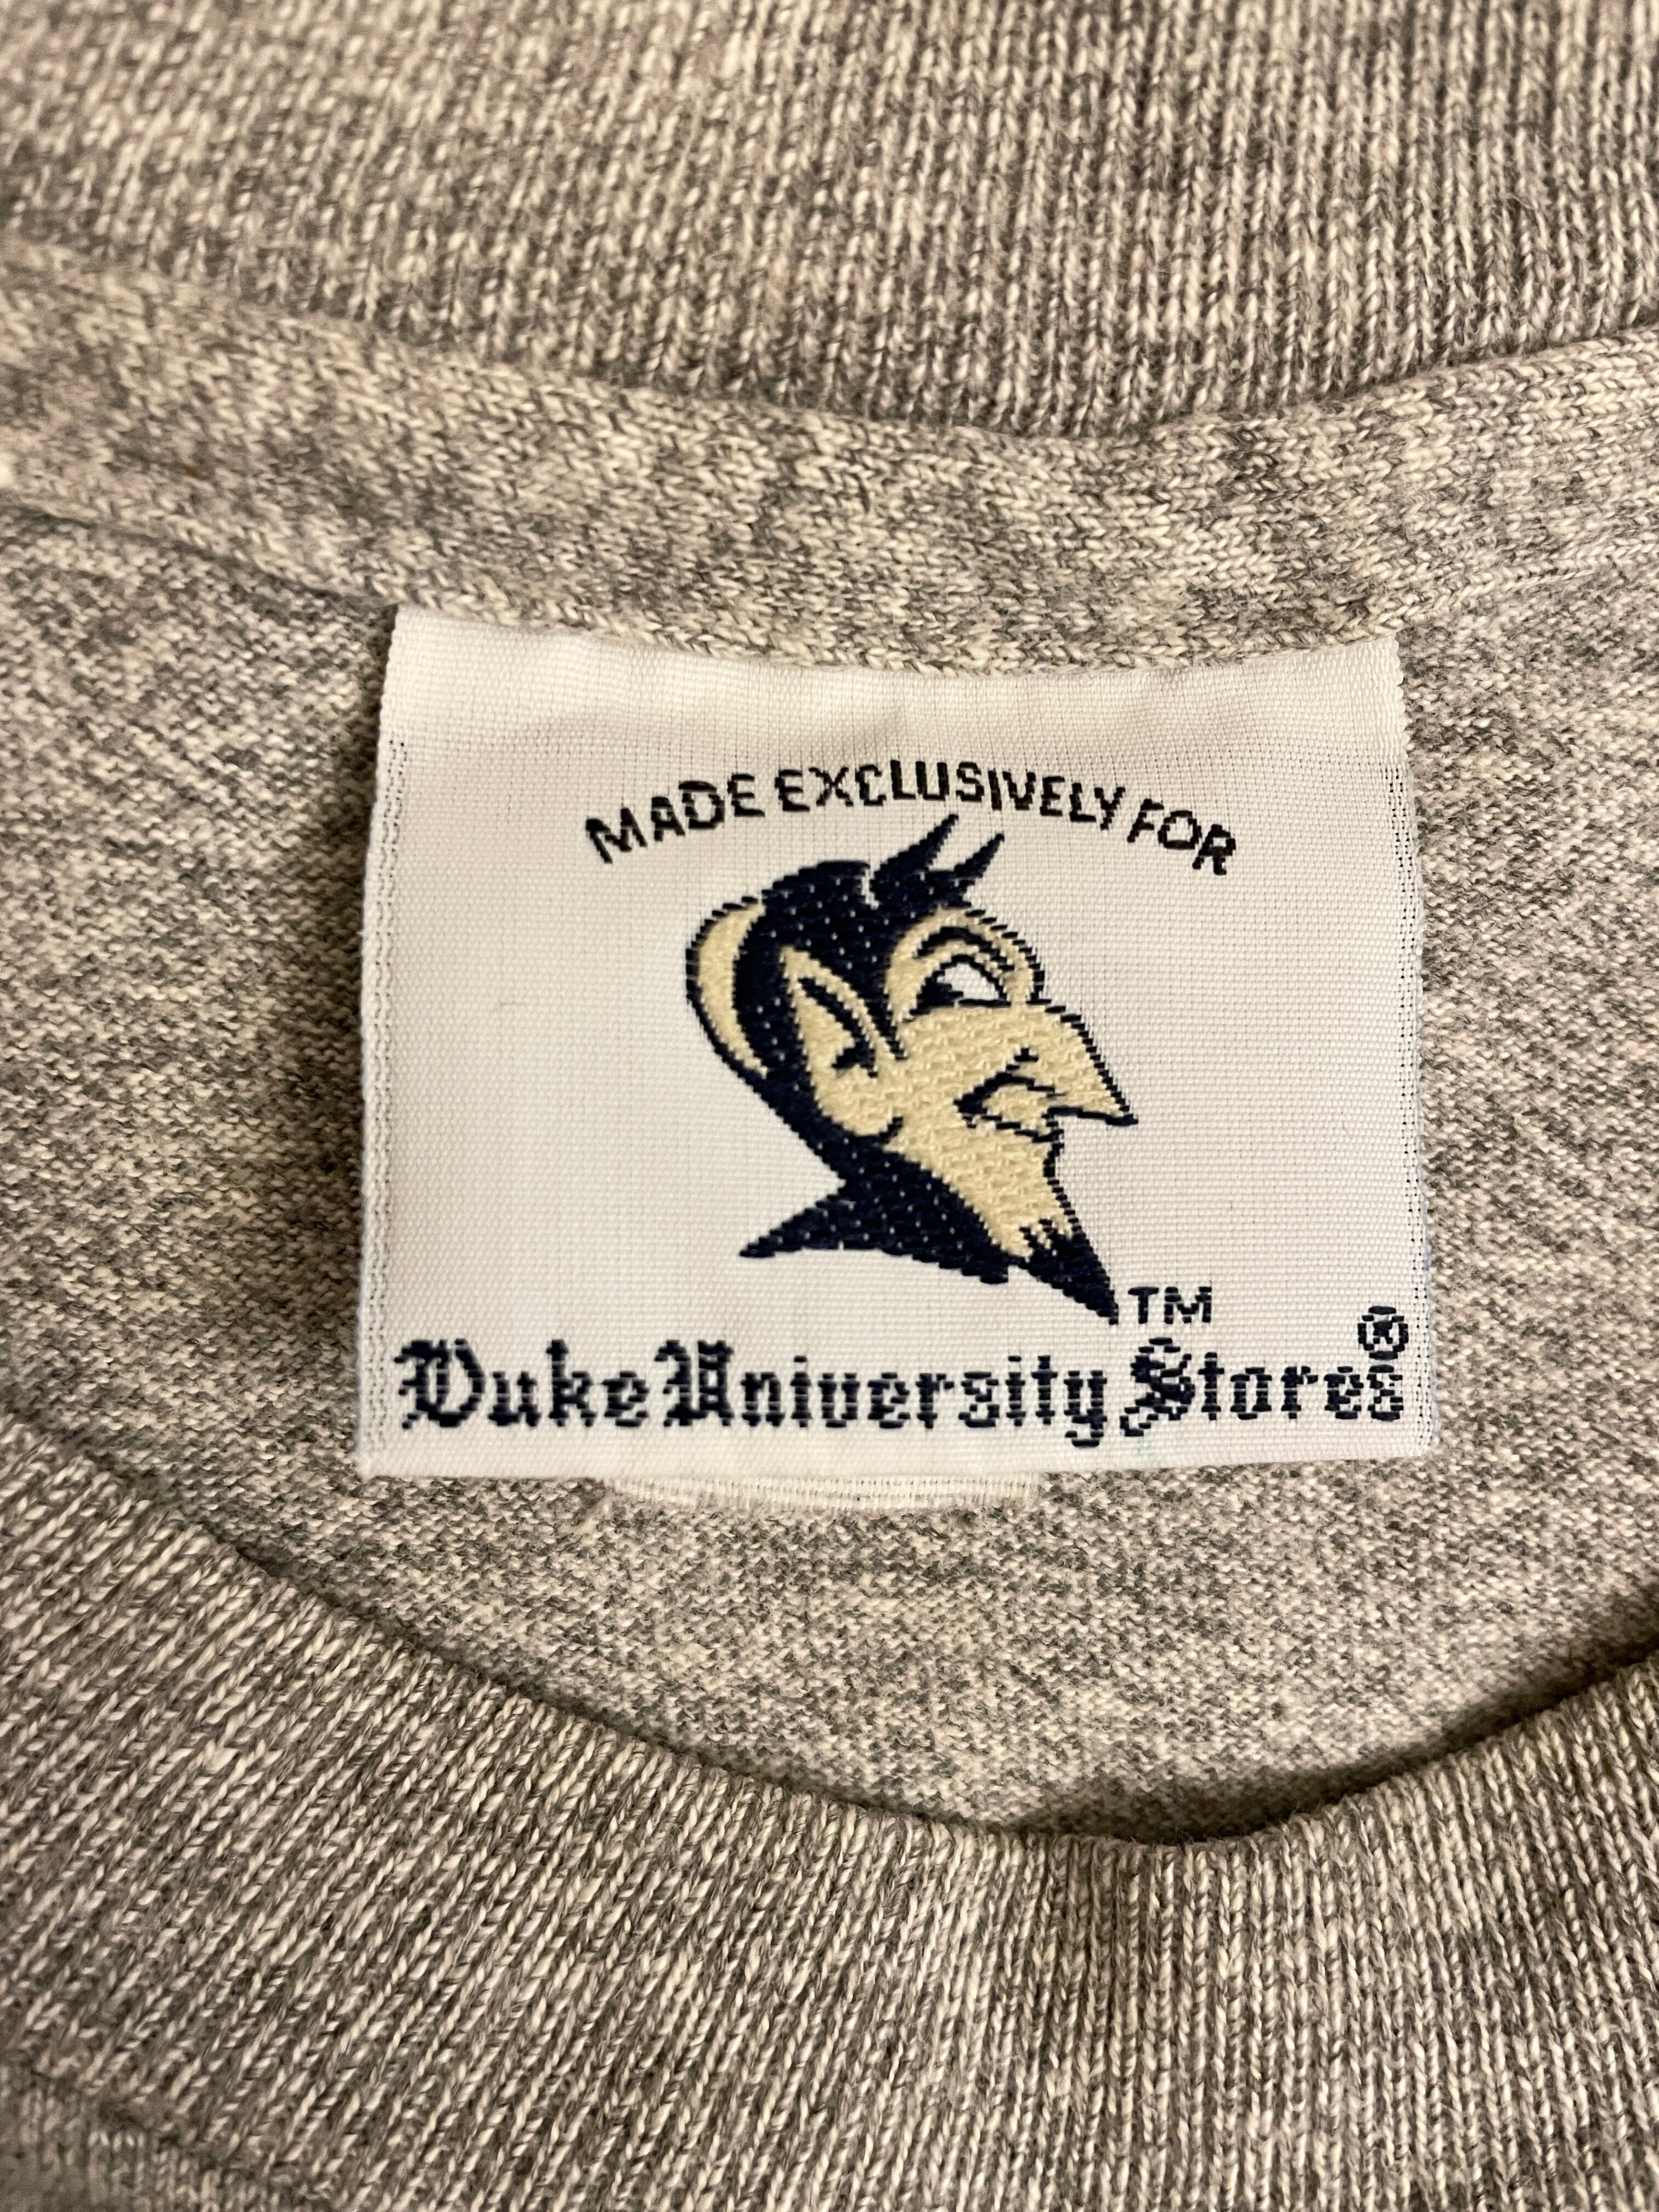 MADE EXCLUSIVELY FOR
TM
Duke University Stores®